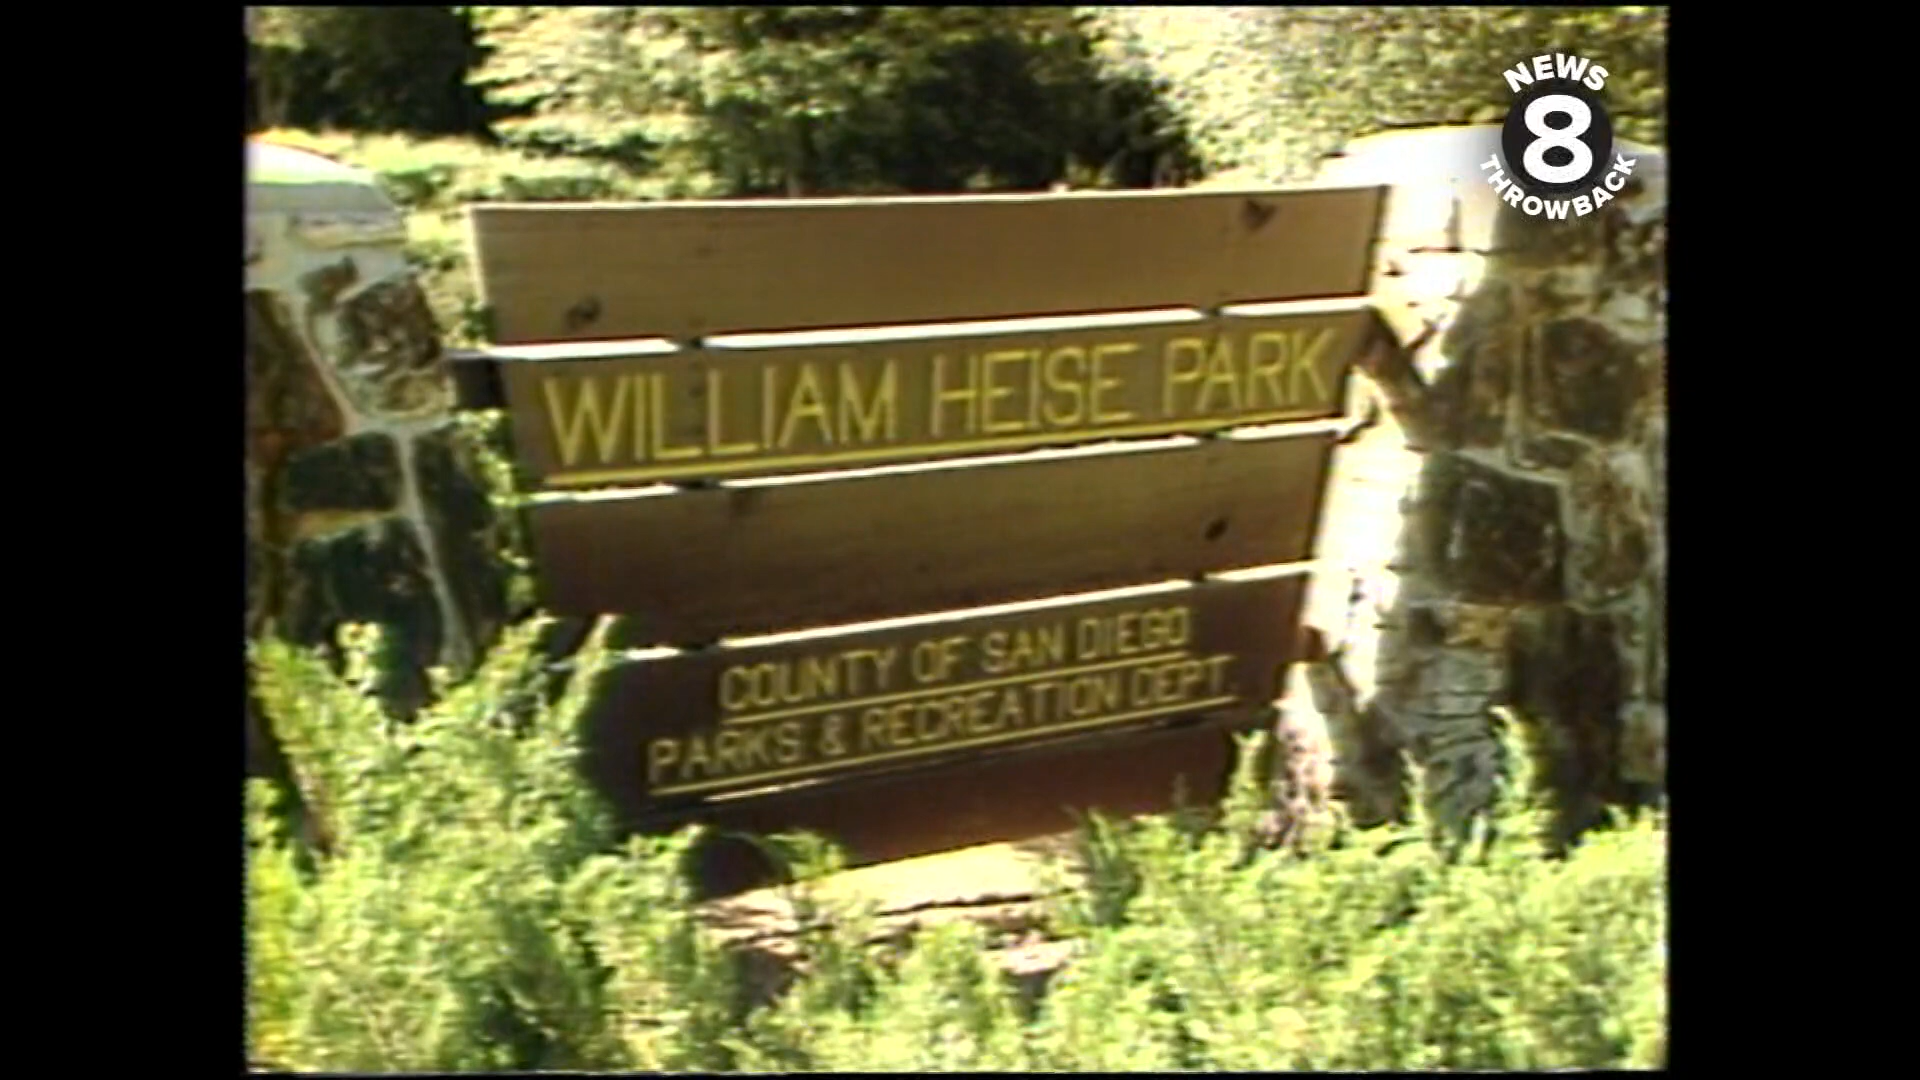 NEWS
8
THROWBACK
WILLIAM HEISE PARK
COUNTY OF SAN DIEGO
PARKS & RECREATION DEPT